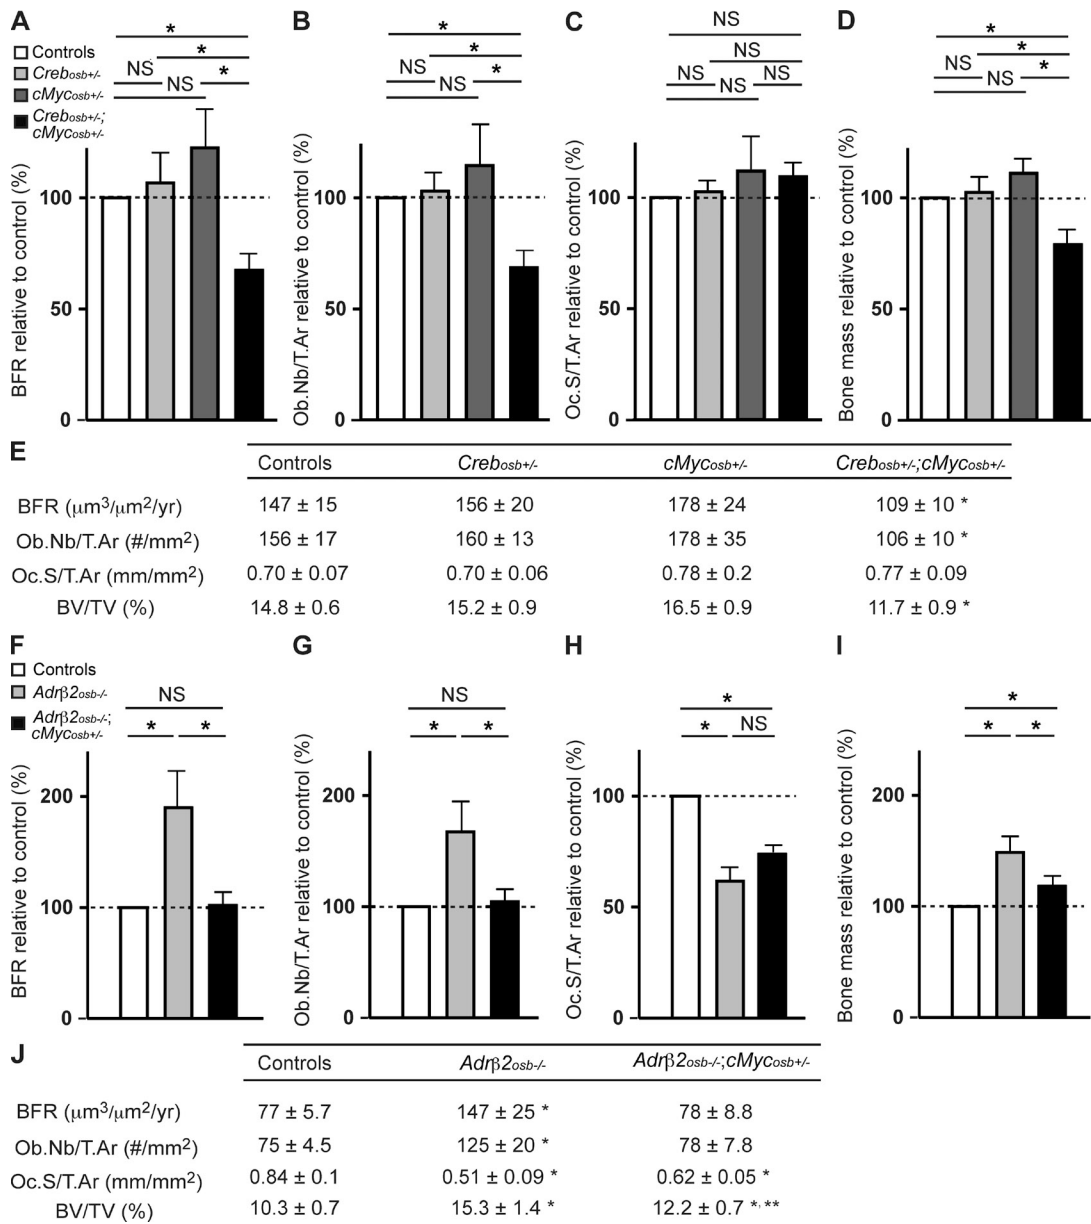 A
B
C
D
Controls
Creb osb+/-
cMyc osb+/-
Creb osb+/-;
cMyc osb+/-
*
*
NS
*
NS
BFR relative to control (%)
100
50
0
*
*
NS
*
NS
Ob.Nb/T.Ar relative to control (%)
100
50
0
NS
NS
NS
NS
NS
Oc.S/T.Ar relative to control (%)
100
50
0
*
*
NS
*
NS
Bone mass relative to control (%)
100
50
0
E
Controls Creb osb+/- cMyc osb+/- Creb osb+/-;cMyc osb+/-
BFR (μm3/μm2/yr) 147 ± 15 156 ± 20 178 ± 24 109 ± 10 *
Ob.Nb/T.Ar (#/mm2) 156 ± 17 160 ± 13 178 ± 35 106 ± 10 *
Oc.S/T.Ar (mm/mm2) 0.70 ± 0.07 0.70 ± 0.06 0.78 ± 0.2 0.77 ± 0.09
BV/TV (%) 14.8 ± 0.6 15.2 ± 0.9 16.5 ± 0.9 11.7 ± 0.9 *
F
G
H
I
Controls
Adrβ2osb-/-
Adrβ2osb-/-;
cMyc osb+/-
NS
*
*
BFR relative to control (%)
200
100
0
NS
*
*
Ob.Nb/T.Ar relative to control (%)
200
100
0
*
*
NS
Oc.S/T.Ar relative to control (%)
100
50
0
*
*
*
Bone mass relative to control (%)
200
100
0
J
Controls Adrβ2osb-/- Adrβ2osb-/-;cMyc osb+/-
BFR (μm3/μm2/yr) 77 ± 5.7 147 ± 25 * 78 ± 8.8
Ob.Nb/T.Ar (#/mm2) 75 ± 4.5 125 ± 20 * 78 ± 7.8
Oc.S/T.Ar (mm/mm2) 0.84 ± 0.1 0.51 ± 0.09 * 0.62 ± 0.05 *
BV/TV (%) 10.3 ± 0.7 15.3 ± 1.4 * 12.2 ± 0.7 *,**